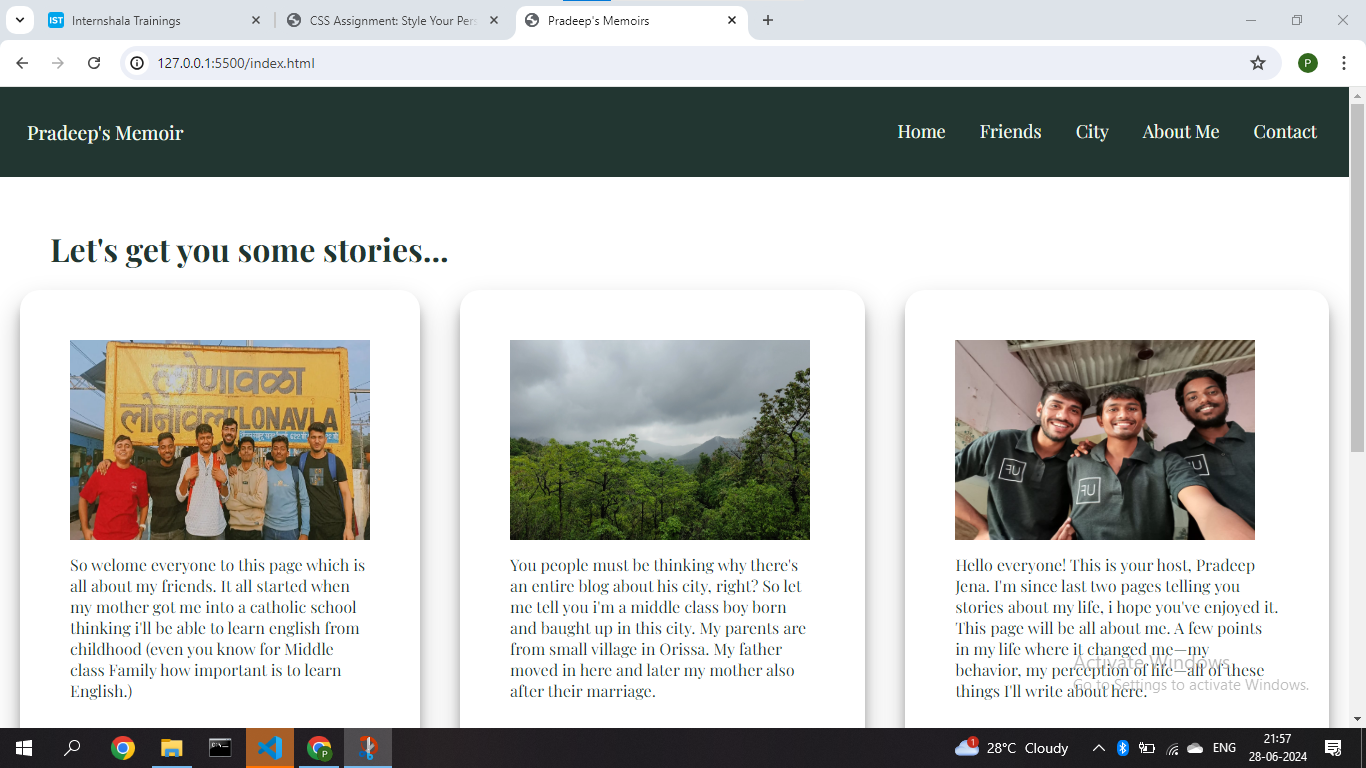 Internshala Trainings
CSS Assignment: Style Your Pers
Pradeep's Memoirs
127.0.0.1:5500/index.html
P
Pradeep's Memoir
Home
Friends
City
About Me
Contact
Let's get you some stories...
लोणावळा
लोनावला LONAVLA
So welome everyone to this page which is
all about my friends. It all started when
my mother got me into a catholic school
thinking i'll be able to learn english from
childhood (even you know for Middle
class Family how important is to learn
English.)
You people must be thinking why there's
an entire blog about his city, right? So let
me tell you i'm a middle class boy born
and baught up in this city. My parents are
from small village in Orissa. My father
moved in here and later my mother also
after their marriage.
Hello everyone! This is your host, Pradeep
Jena. I'm since last two pages telling you
stories about my life, i hope you've enjoyed it.
This page will be all about me. A few points
in my life where it changed me—my
behavior, my perception of life—all of these
things I'll write about here.
Activate Windows
Go to Settings to activate Windows.
1
28°C Cloudy
ENG
21:57
28-06-2024